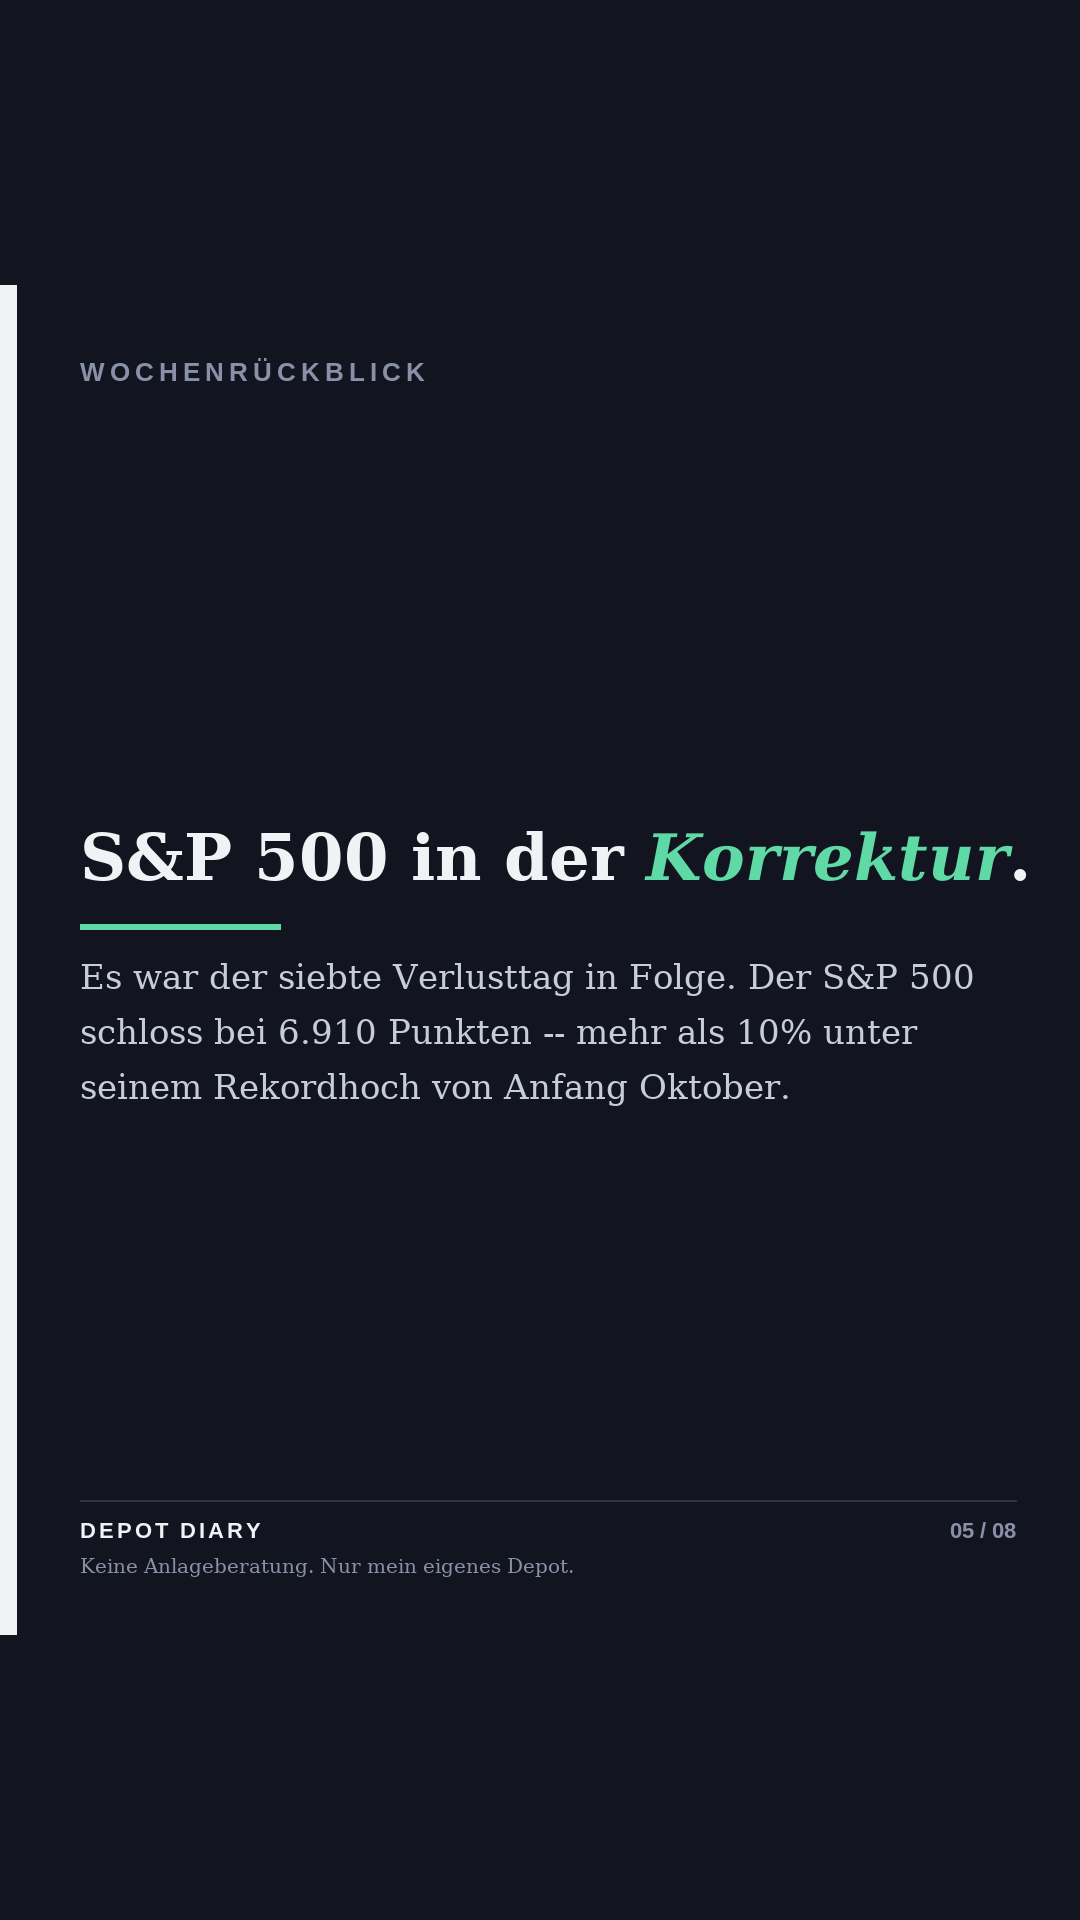 WOCHENRÜCKBLICK
S&P 500 in der Korrektur.
Es war der siebte Verlusttag in Folge. Der S&P 500
schloss bei 6.910 Punkten -- mehr als 10% unter
seinem Rekordhoch von Anfang Oktober.
DEPOT DIARY
05 / 08
Keine Anlageberatung. Nur mein eigenes Depot.